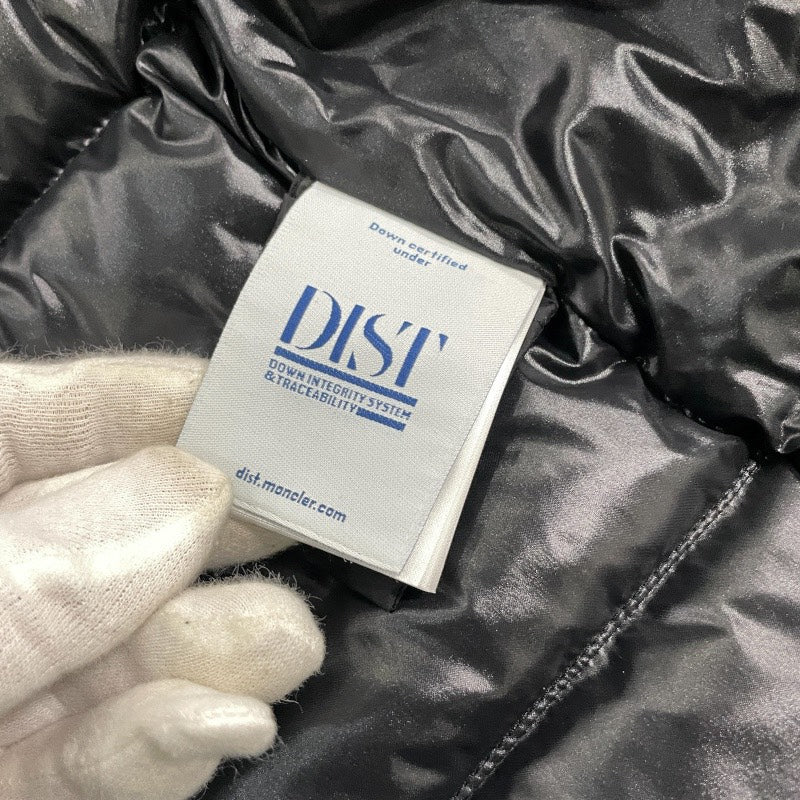 Down certified
under
DIST
DOWN INTEGRITY SYSTEM
&TRACEABILITY
dist.moncler.com